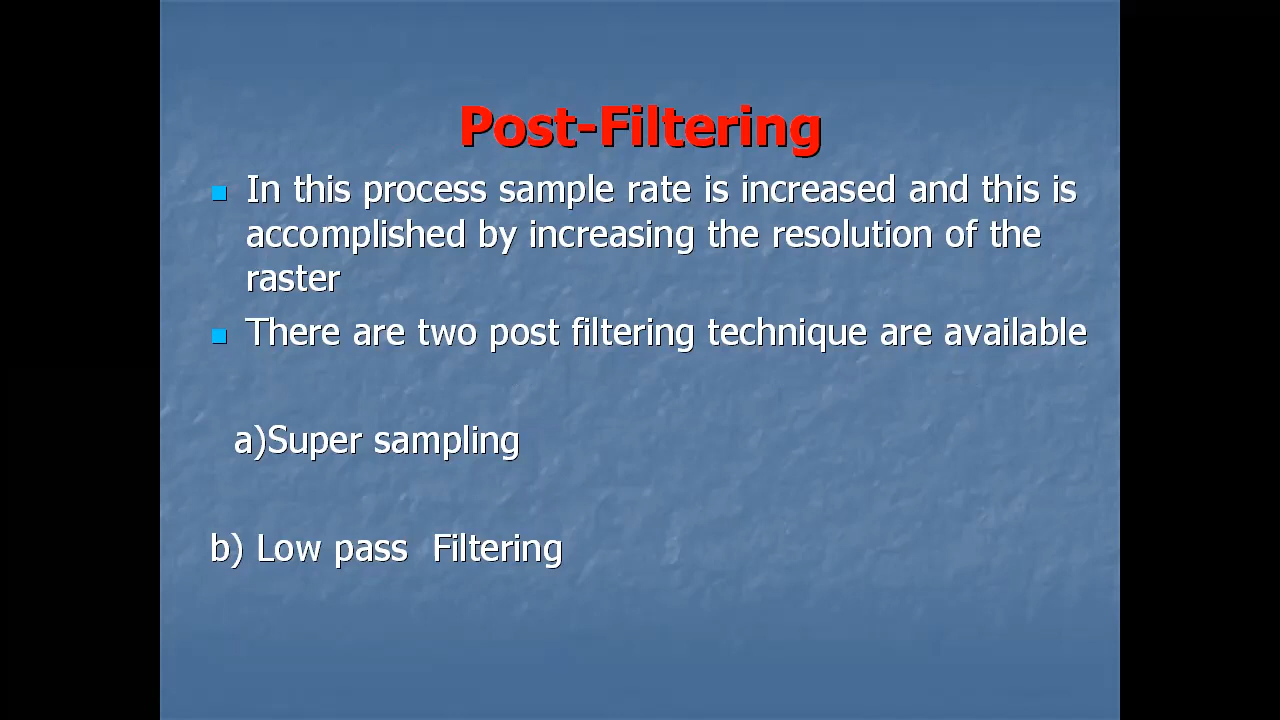 Post-Filtering
In this process sample rate is increased and this is
accomplished by increasing the resolution of the
raster
There are two post filtering technique are available
a)Super sampling
b) Low pass Filtering